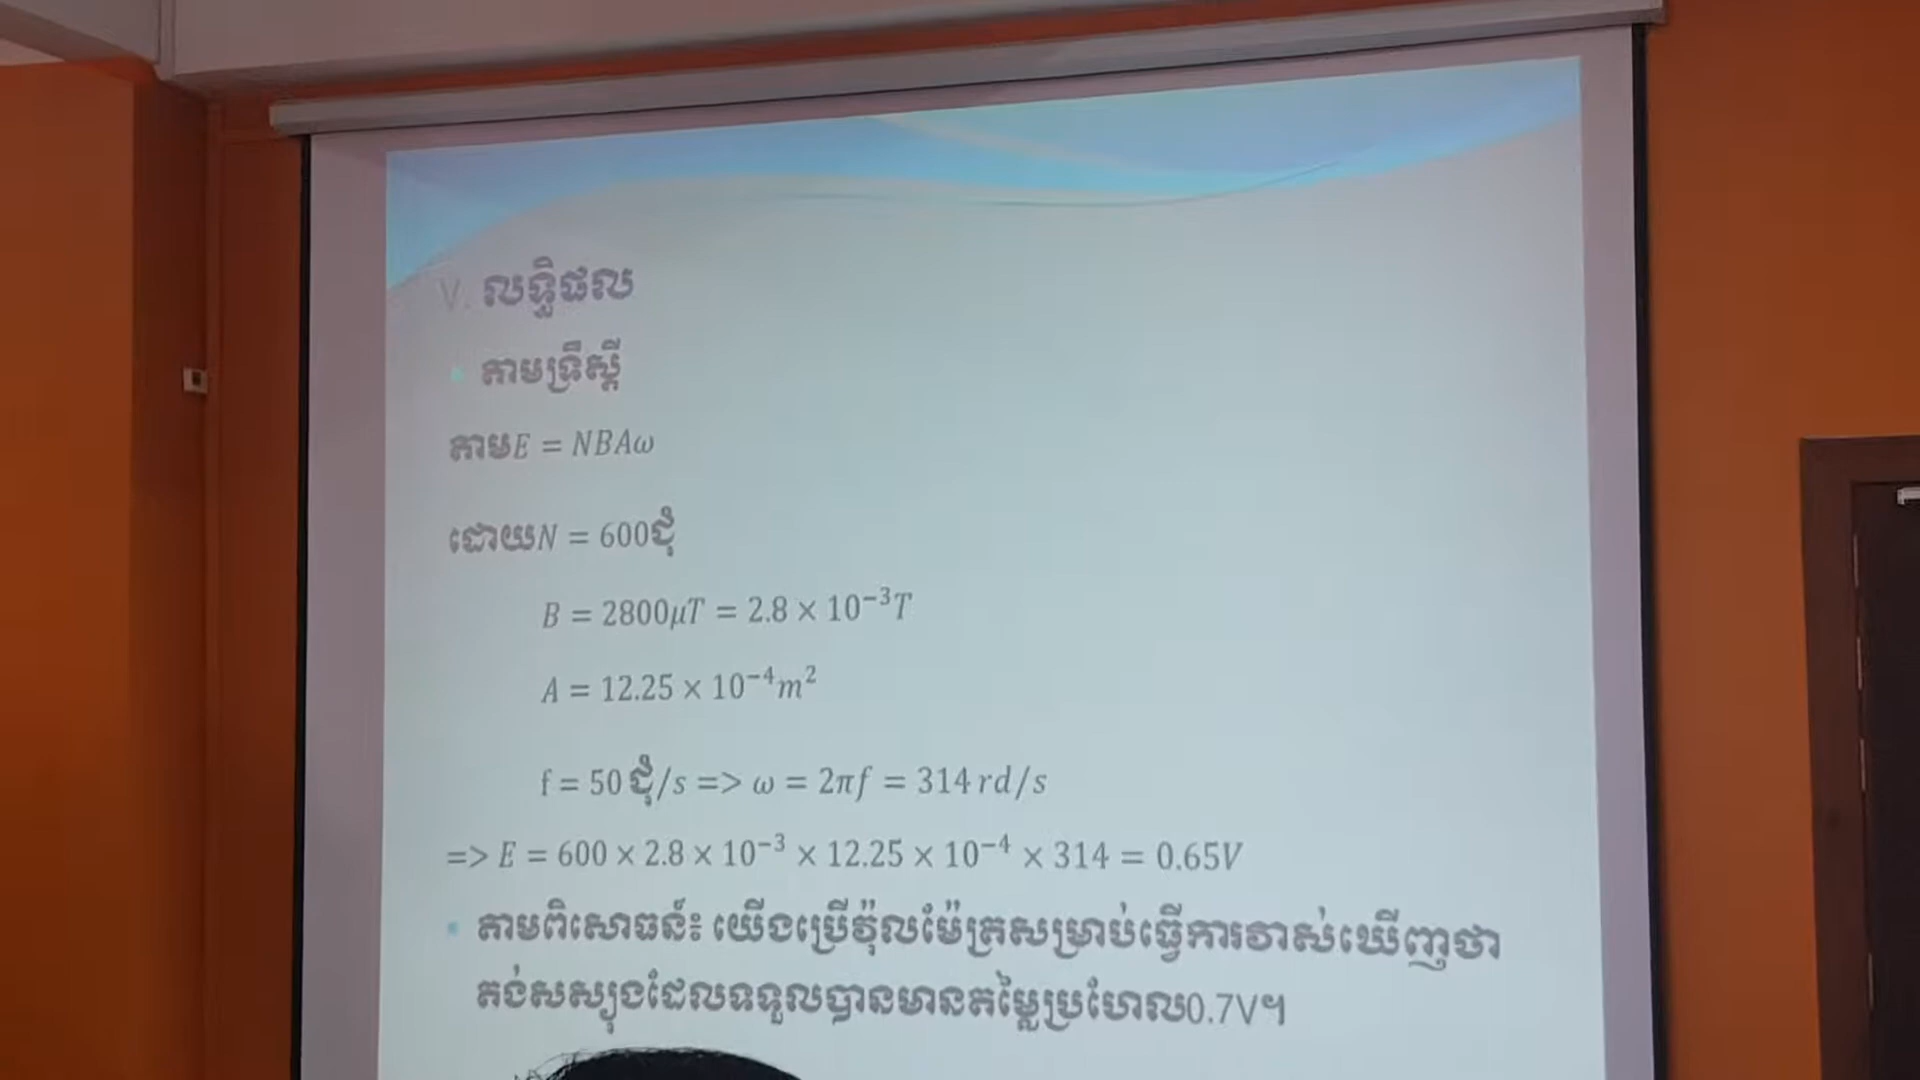 V. លទ្ធិផល
• តាមទ្រឹស្តី
តាមE = NBAω
ដោយN = 600ជុំ
B = 2800μT = 2.8 × 10⁻³T
A = 12.25 × 10⁻⁴m²
f = 50 ជុំ/s => ω = 2πf = 314 rd/s
=> E = 600 × 2.8 × 10⁻³ × 12.25 × 10⁻⁴ × 314 = 0.65V
• តាមពិសោធន៍៖ យើងប្រើវ៉ុលម៉ែត្រសម្រាប់ធ្វើការវាស់ឃើញថា
តង់សស្យុងដែលទទួលបានមានតម្លៃប្រហែល0.7V។